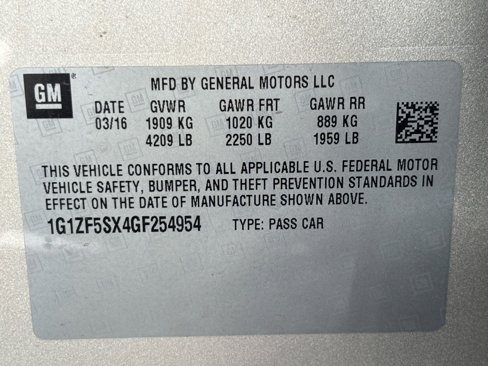 GM ®
MFD BY GENERAL MOTORS LLC
DATE GVWR GAWR FRT GAWR RR
03/16 1909 KG 1020 KG 889 KG
4209 LB 2250 LB 1959 LB
THIS VEHICLE CONFORMS TO ALL APPLICABLE U.S. FEDERAL MOTOR
VEHICLE SAFETY, BUMPER, AND THEFT PREVENTION STANDARDS IN
EFFECT ON THE DATE OF MANUFACTURE SHOWN ABOVE.
1G1ZF5SX4GF254954 TYPE: PASS CAR